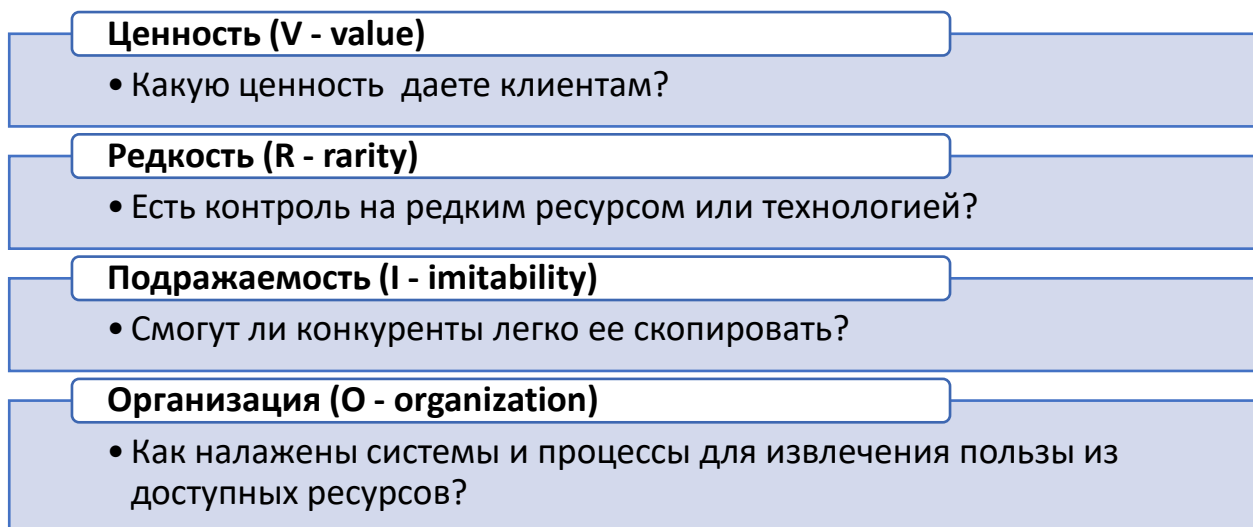 Ценность (V - value)
• Какую ценность  даете клиентам?
Редкость (R - rarity)
• Есть контроль на редким ресурсом или технологией?
Подражаемость (I - imitability)
• Смогут ли конкуренты легко ее скопировать?
Организация (O - organization)
• Как налажены системы и процессы для извлечения пользы из
доступных ресурсов?